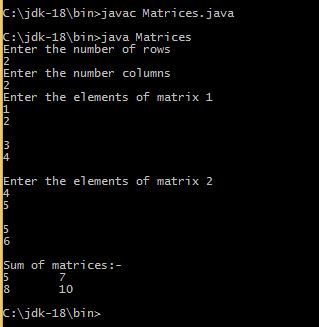 C:\jdk-18\bin>javac Matrices.java
C:\jdk-18\bin>java Matrices
Enter the number of rows
2
Enter the number columns
2
Enter the elements of matrix 1
1
2
3
4
Enter the elements of matrix 2
4
5
5
6
Sum of matrices:-
5 7
8 10
C:\jdk-18\bin>